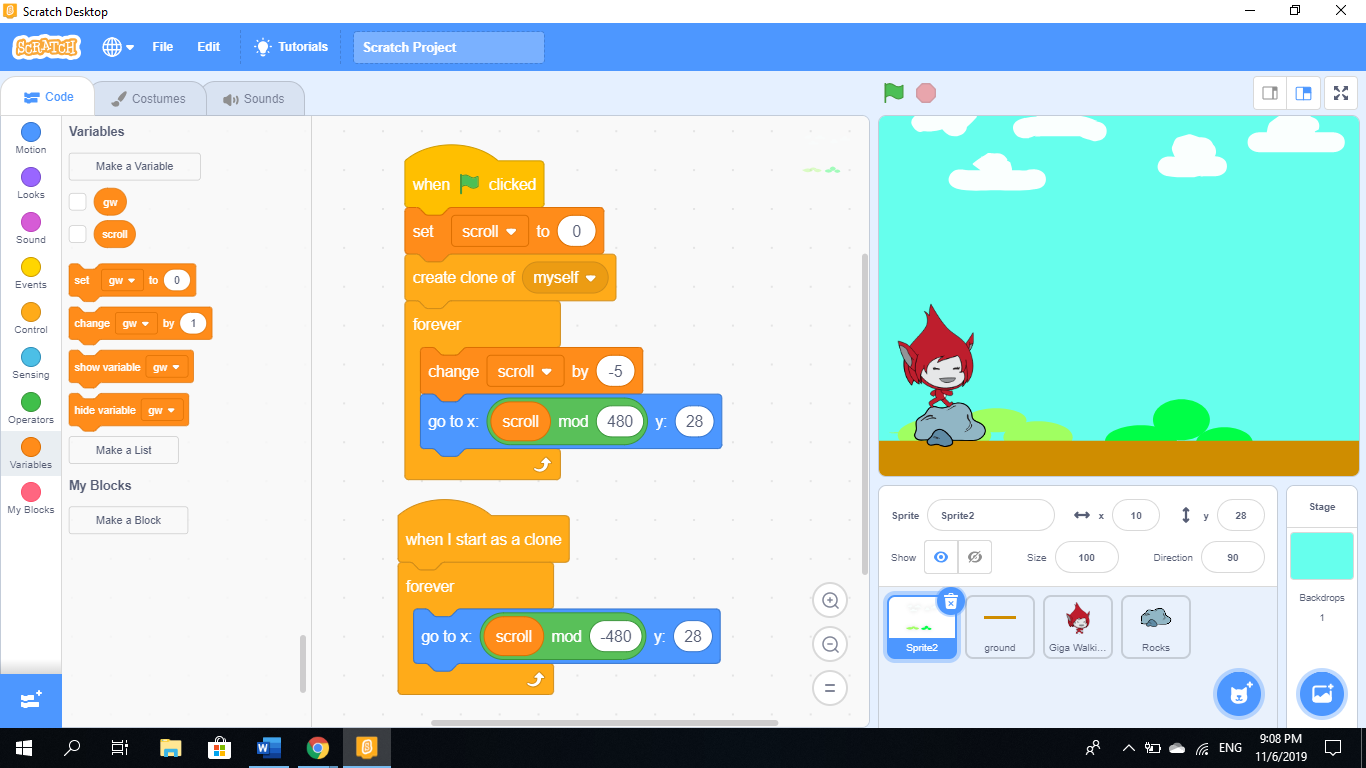 Scratch Desktop
SCRATCH File Edit Tutorials Scratch Project
Code Costumes Sounds
Motion
Looks
Sound
Events
Control
Sensing
Operators
Variables
My Blocks
Variables
Make a Variable
gw
scroll
set gw to 0
change gw by 1
show variable gw
hide variable gw
Make a List
My Blocks
Make a Block
when clicked
set scroll to 0
create clone of myself
forever
change scroll by -5
go to x: scroll mod 480 y: 28
when I start as a clone
forever
go to x: scroll mod -480 y: 28
Sprite Sprite2 x 10 y 28
Show Size 100 Direction 90
Sprite2 ground Giga Walki... Rocks
Stage
Backdrops
1
ENG
9:08 PM
11/6/2019